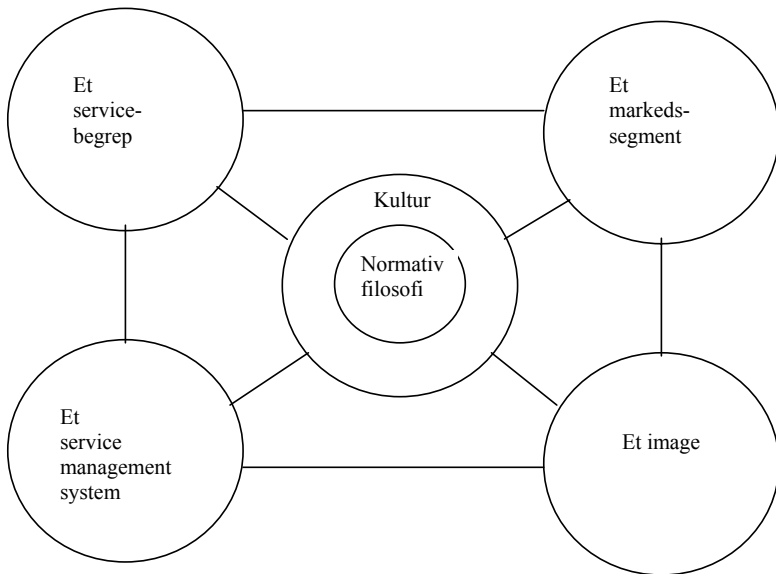 Et
service-
begrep
Et
markeds-
segment
Kultur
Normativ
filosofi
Et
service
management
system
Et image